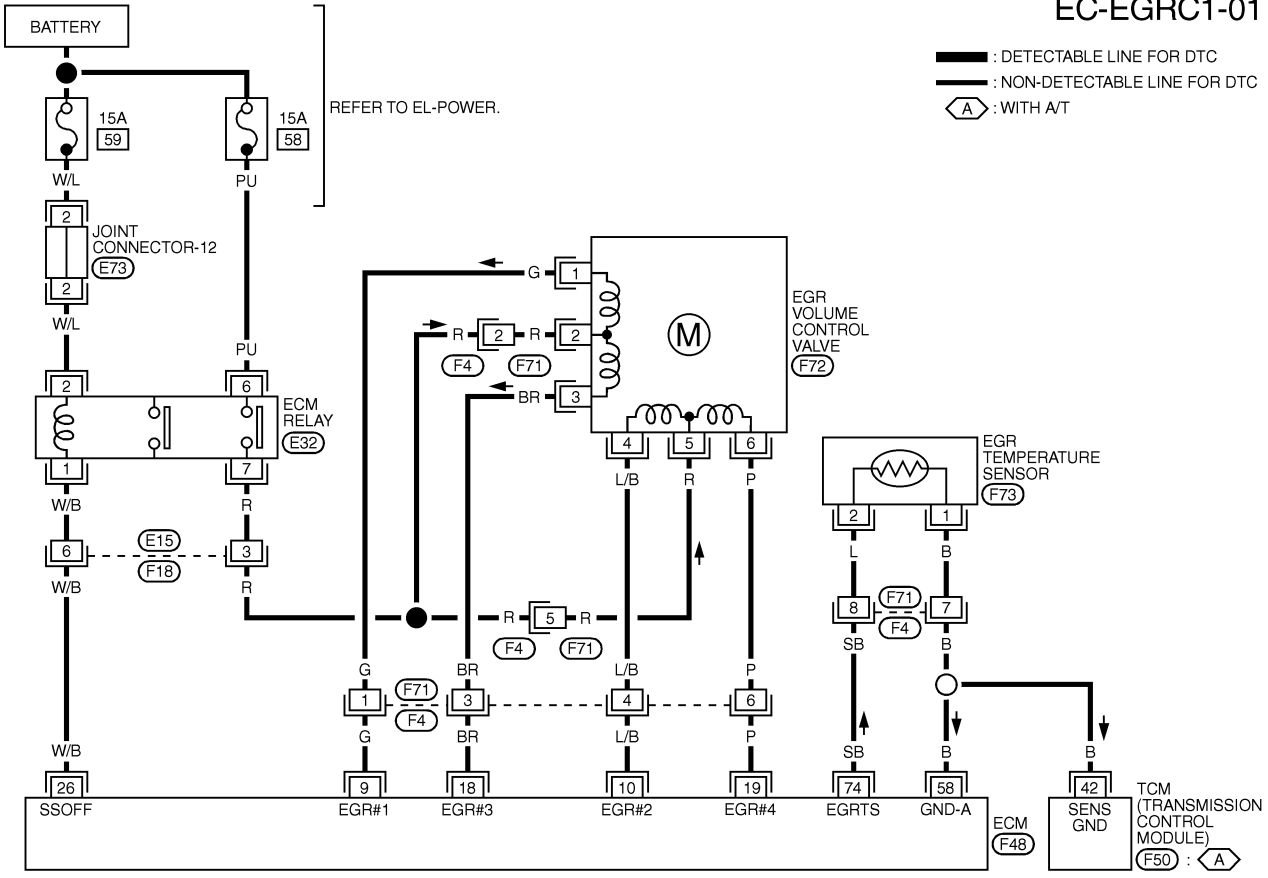 EC-EGRC1-01
BATTERY
: DETECTABLE LINE FOR DTC
: NON-DETECTABLE LINE FOR DTC
A : WITH A/T
REFER TO EL-POWER.
15A
59
15A
58
W/L
PU
2
JOINT
CONNECTOR-12
E73
2
W/L
PU
2
6
ECM
RELAY
E32
1
7
W/B
R
6
E15
F18
3
W/B
R
G
1
R
2
R
2
F4
F71
BR
3
M
EGR
VOLUME
CONTROL
VALVE
F72
4
5
6
L/B
R
P
EGR
TEMPERATURE
SENSOR
F73
2
1
L
B
8
F71
F4
7
SB
B
R
5
R
F4
F71
G
BR
L/B
P
1
F71
F4
3
4
6
G
BR
L/B
P
W/B
SB
B
B
26
9
18
10
19
74
58
42
SSOFF
EGR#1
EGR#3
EGR#2
EGR#4
EGRTS
GND-A
ECM
F48
SENS
GND
TCM
(TRANSMISSION
CONTROL
MODULE)
F50 : A